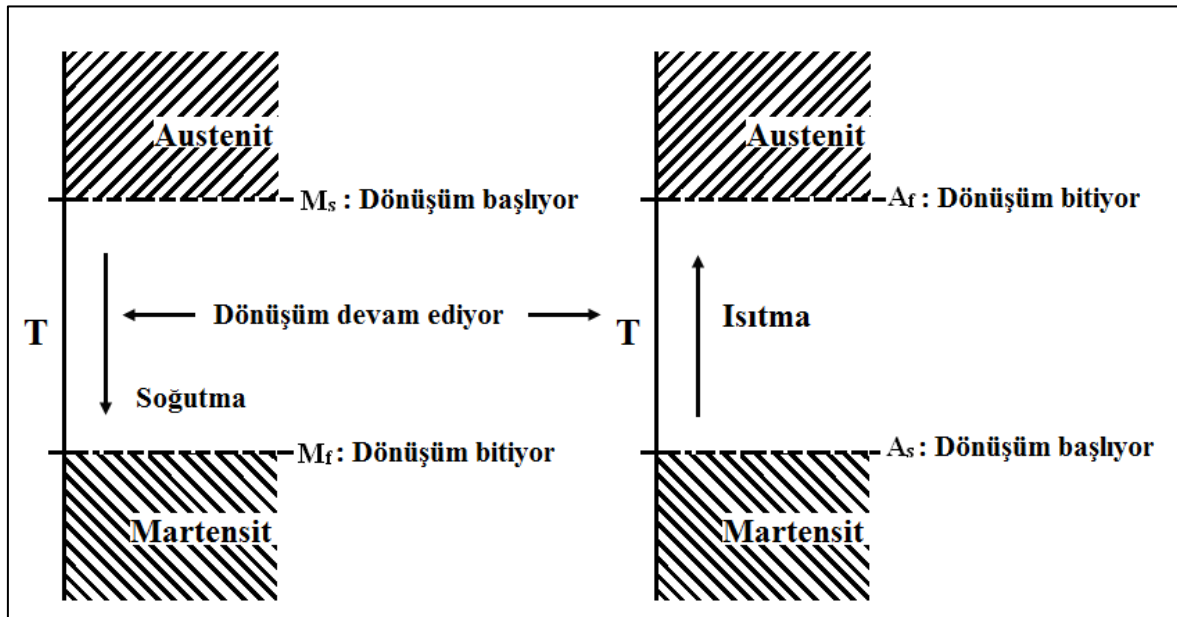 Austenit
Austenit
Ms : Dönüşüm başlıyor
Af : Dönüşüm bitiyor
T
Dönüşüm devam ediyor
T
Isıtma
Soğutma
Mf : Dönüşüm bitiyor
As : Dönüşüm başlıyor
Martensit
Martensit